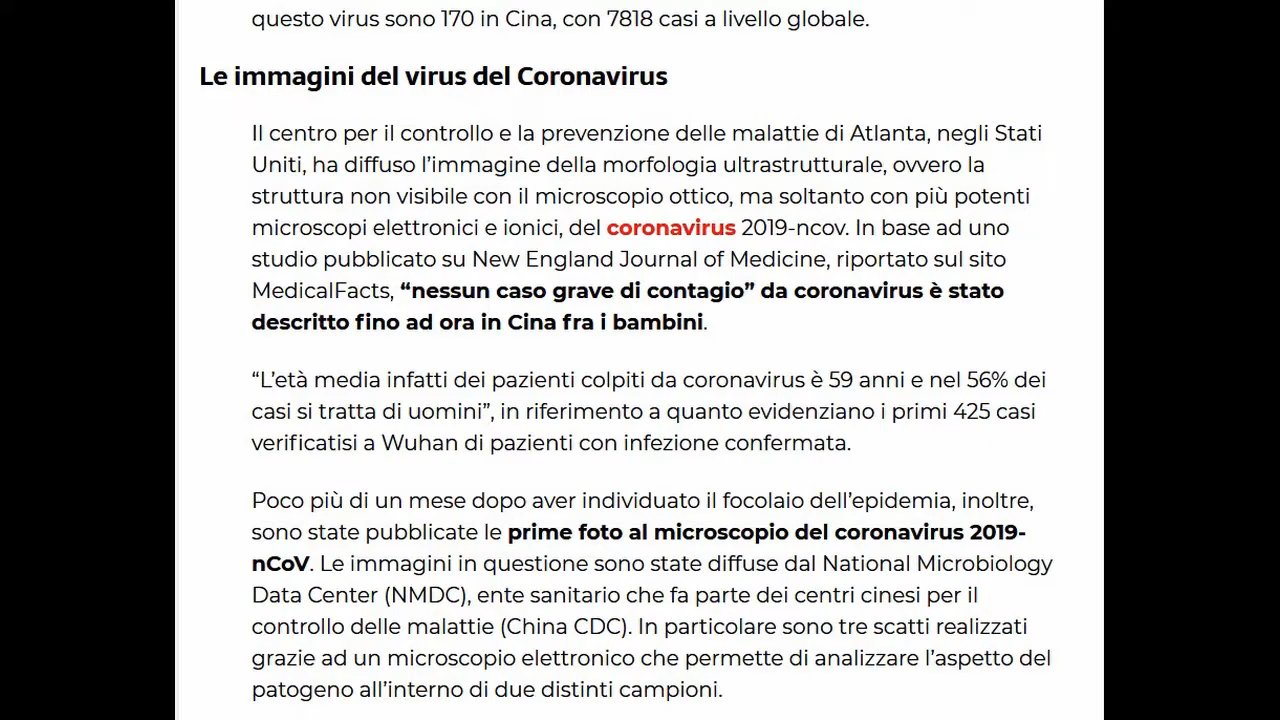 questo virus sono 170 in Cina, con 7818 casi a livello globale.
Le immagini del virus del Coronavirus
Il centro per il controllo e la prevenzione delle malattie di Atlanta, negli Stati
Uniti, ha diffuso l’immagine della morfologia ultrastrutturale, ovvero la
struttura non visibile con il microscopio ottico, ma soltanto con più potenti
microscopi elettronici e ionici, del coronavirus 2019-ncov. In base ad uno
studio pubblicato su New England Journal of Medicine, riportato sul sito
MedicalFacts, “nessun caso grave di contagio” da coronavirus è stato
descritto fino ad ora in Cina fra i bambini.
“L’età media infatti dei pazienti colpiti da coronavirus è 59 anni e nel 56% dei
casi si tratta di uomini”, in riferimento a quanto evidenziano i primi 425 casi
verificatisi a Wuhan di pazienti con infezione confermata.
Poco più di un mese dopo aver individuato il focolaio dell’epidemia, inoltre,
sono state pubblicate le prime foto al microscopio del coronavirus 2019-
nCoV. Le immagini in questione sono state diffuse dal National Microbiology
Data Center (NMDC), ente sanitario che fa parte dei centri cinesi per il
controllo delle malattie (China CDC). In particolare sono tre scatti realizzati
grazie ad un microscopio elettronico che permette di analizzare l’aspetto del
patogeno all’interno di due distinti campioni.